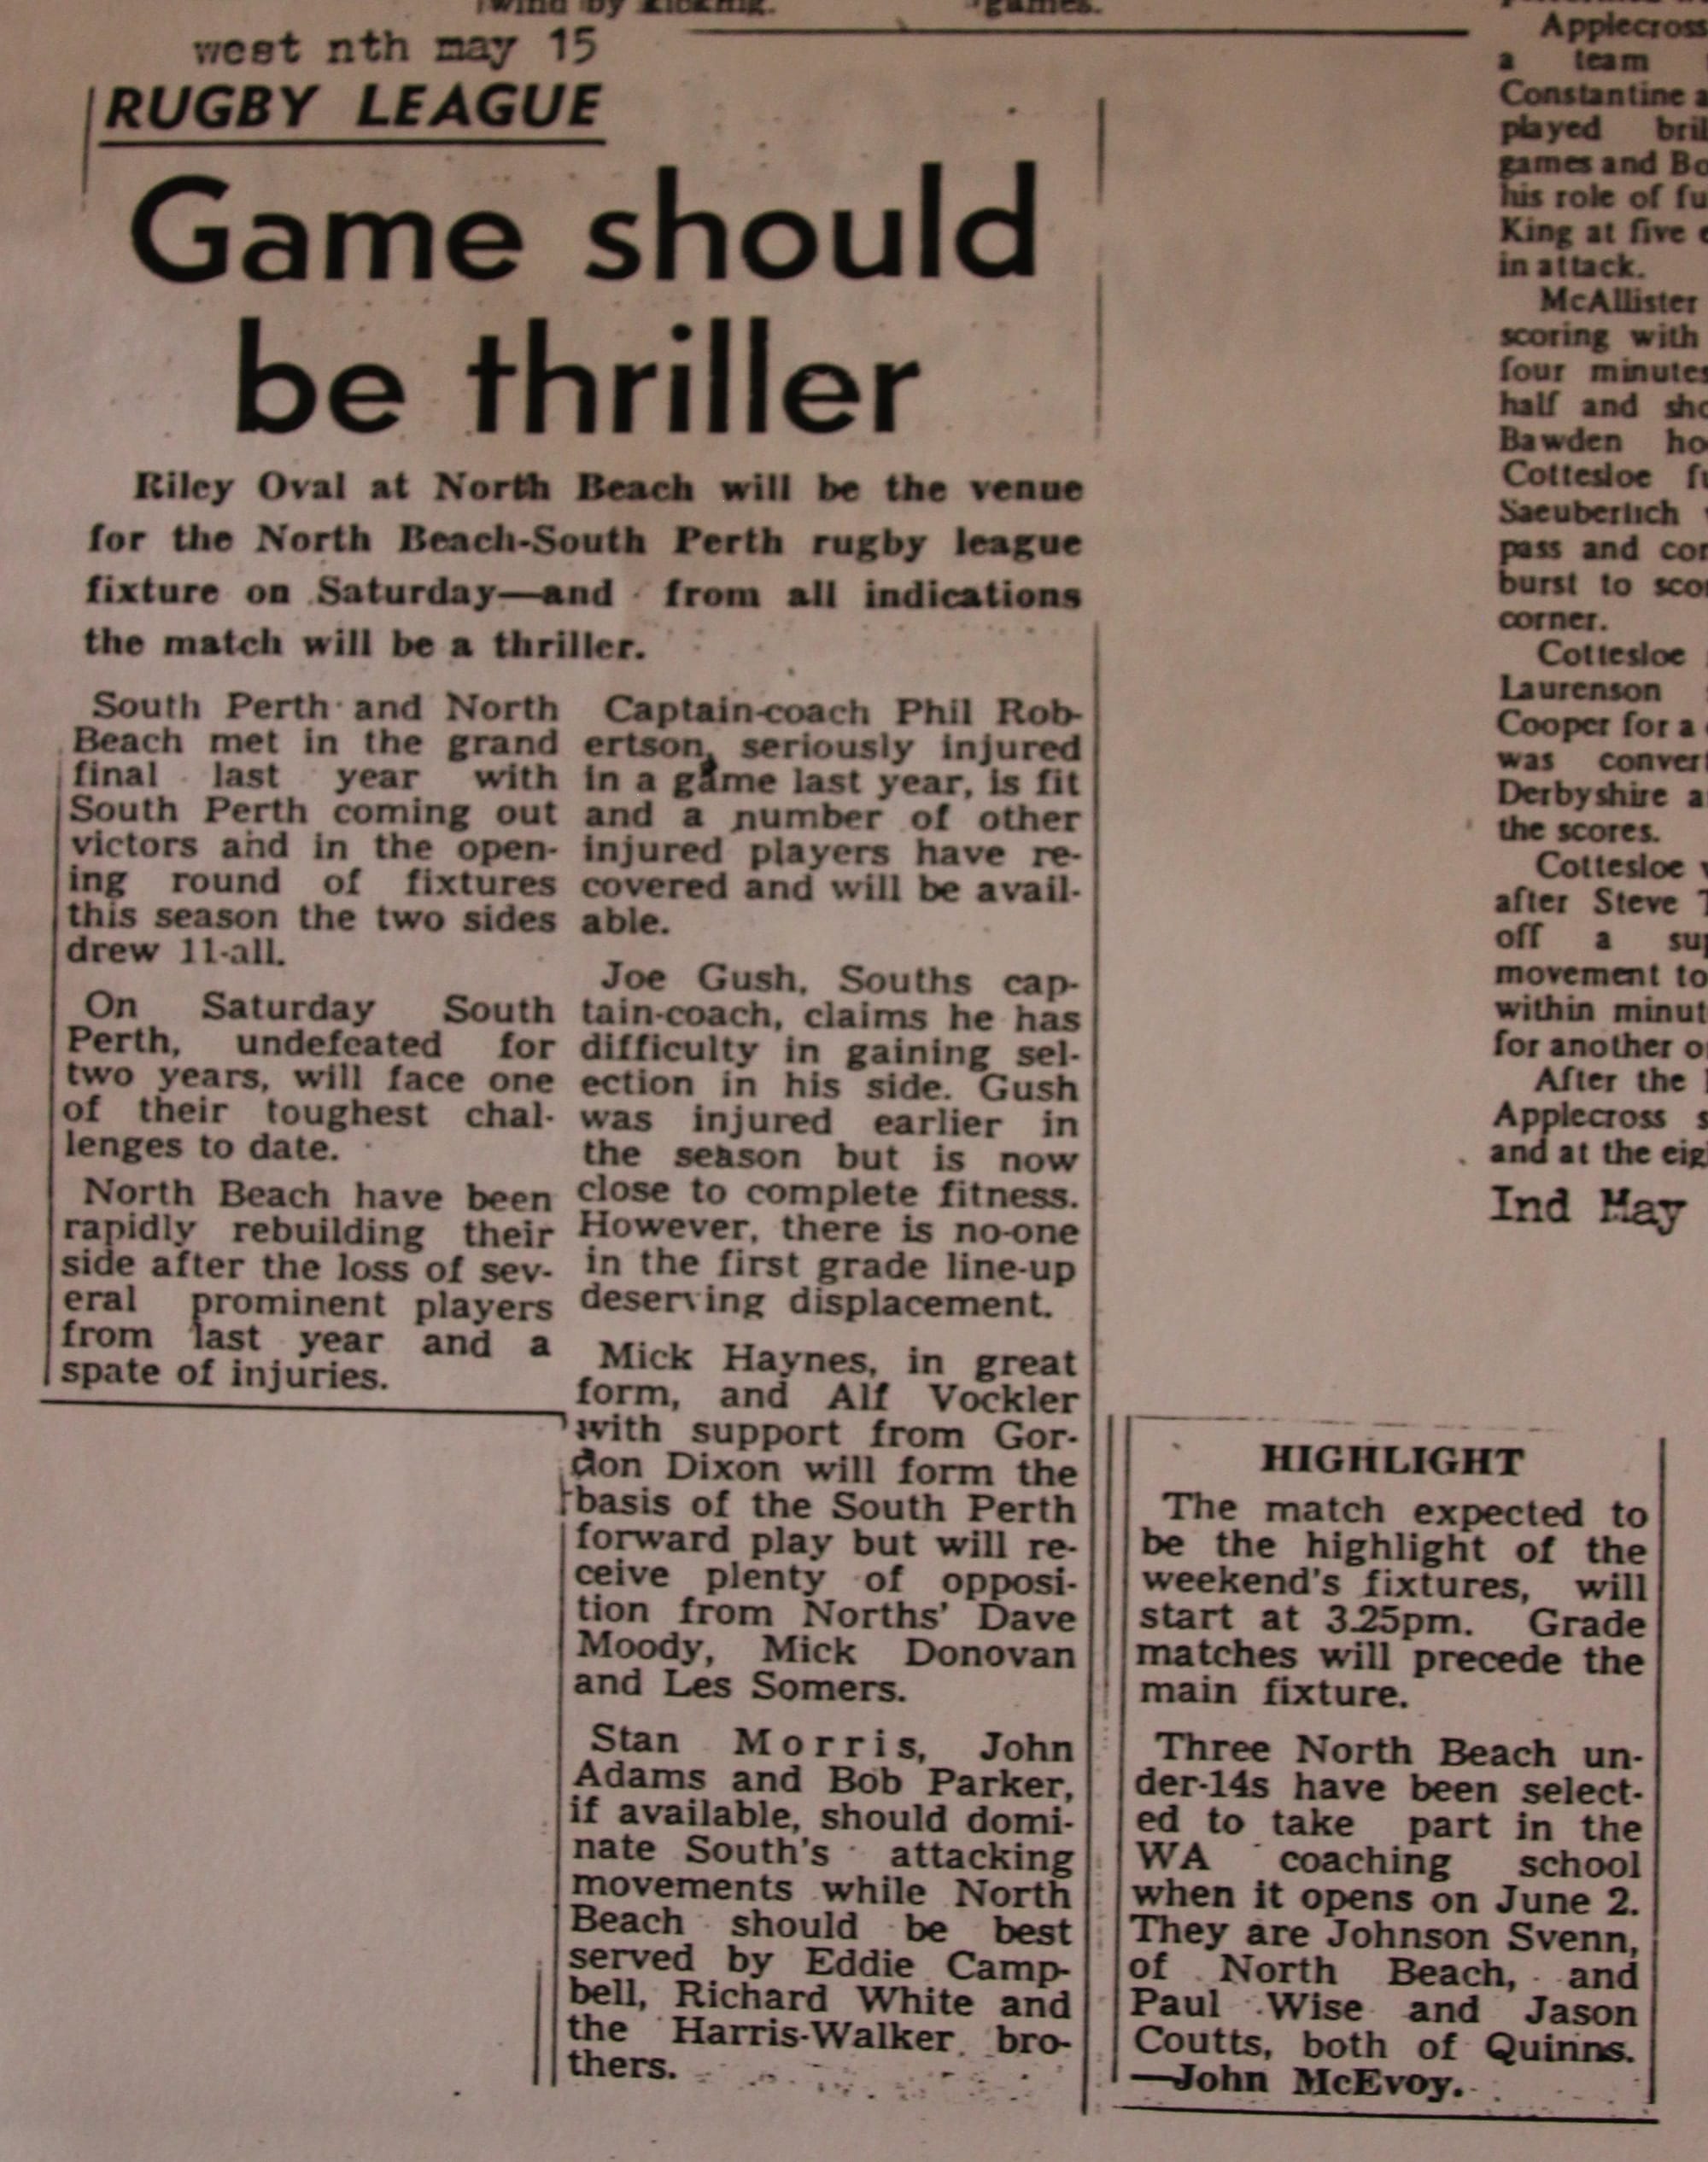 wind by kicking.
games.
west nth may 15
RUGBY LEAGUE
Game should
be thriller
Riley Oval at North Beach will be the venue
for the North Beach-South Perth rugby league
fixture on Saturday—and from all indications
the match will be a thriller.
South Perth and North
Beach met in the grand
final last year with
South Perth coming out
victors and in the open-
ing round of fixtures
this season the two sides
drew 11-all.
On Saturday South
Perth, undefeated for
two years, will face one
of their toughest chal-
lenges to date.
North Beach have been
rapidly rebuilding their
side after the loss of sev-
eral prominent players
from last year and a
spate of injuries.
Captain-coach Phil Rob-
ertson, seriously injured
in a game last year, is fit
and a number of other
injured players have re-
covered and will be avail-
able.
Joe Gush, Souths cap-
tain-coach, claims he has
difficulty in gaining sel-
ection in his side. Gush
was injured earlier in
the season but is now
close to complete fitness.
However, there is no-one
in the first grade line-up
deserving displacement.
Mick Haynes, in great
form, and Alf Vockler
with support from Gor-
don Dixon will form the
basis of the South Perth
forward play but will re-
ceive plenty of opposi-
tion from Norths' Dave
Moody, Mick Donovan
and Les Somers.
Stan Morris, John
Adams and Bob Parker,
if available, should domi-
nate South's attacking
movements while North
Beach should be best
served by Eddie Camp-
bell, Richard White and
the Harris-Walker bro-
thers.
HIGHLIGHT
The match expected to
be the highlight of the
weekend's fixtures, will
start at 3.25pm. Grade
matches will precede the
main fixture.
Three North Beach un-
der-14s have been select-
ed to take part in the
WA coaching school
when it opens on June 2.
They are Johnson Svenn,
of North Beach, and
Paul Wise and Jason
Coutts, both of Quinns.
—John McEvoy.
Applecross
a team
Constantine a
played bril
games and Bo
his role of fu
King at five e
in attack.
McAllister
scoring with
four minutes
half and sho
Bawden ho
Cottesloe fu
Saeuberlich
pass and con
burst to scor
corner.
Cottesloe
Laurenson
Cooper for a
was convert
Derbyshire a
the scores.
Cottesloe
after Steve T
off a sup
movement to
within minut
for another o
After the
Applecross s
and at the eig
Ind May